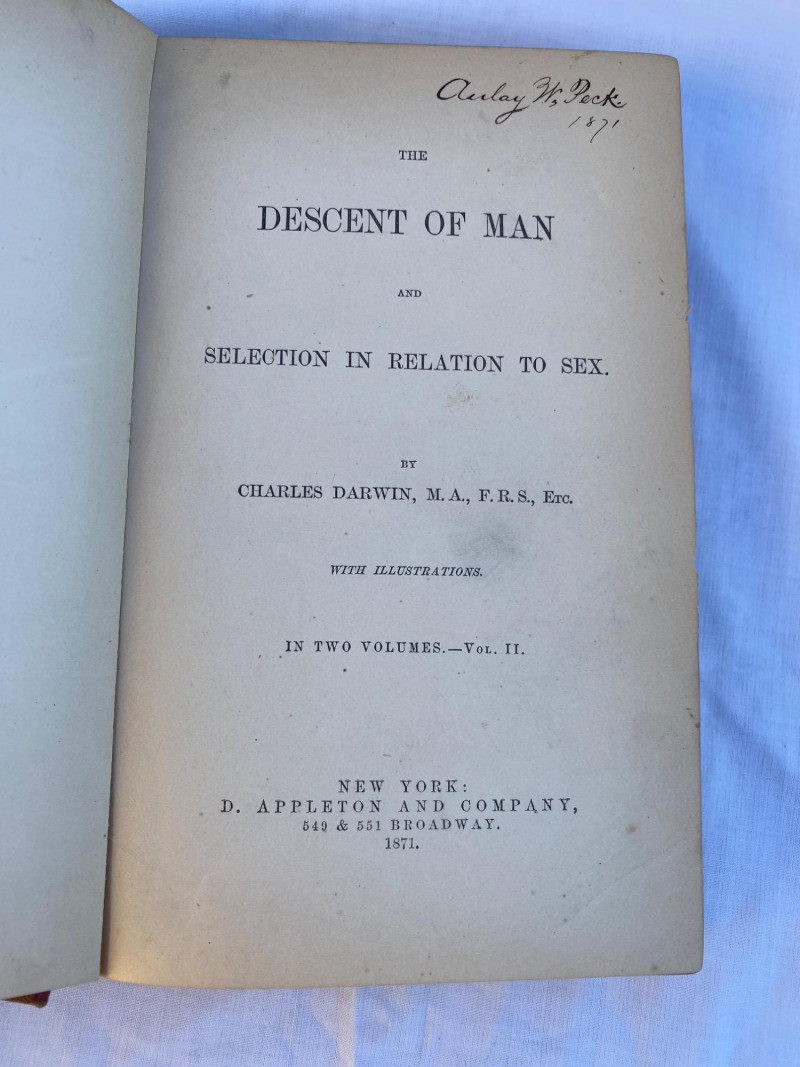 Aulay W. Peck
1871
THE
DESCENT OF MAN
AND
SELECTION IN RELATION TO SEX.
BY
CHARLES DARWIN, M.A., F.R.S., Etc.
WITH ILLUSTRATIONS.
IN TWO VOLUMES.—Vol. II.
NEW YORK:
D. APPLETON AND COMPANY,
549 & 551 BROADWAY.
1871.